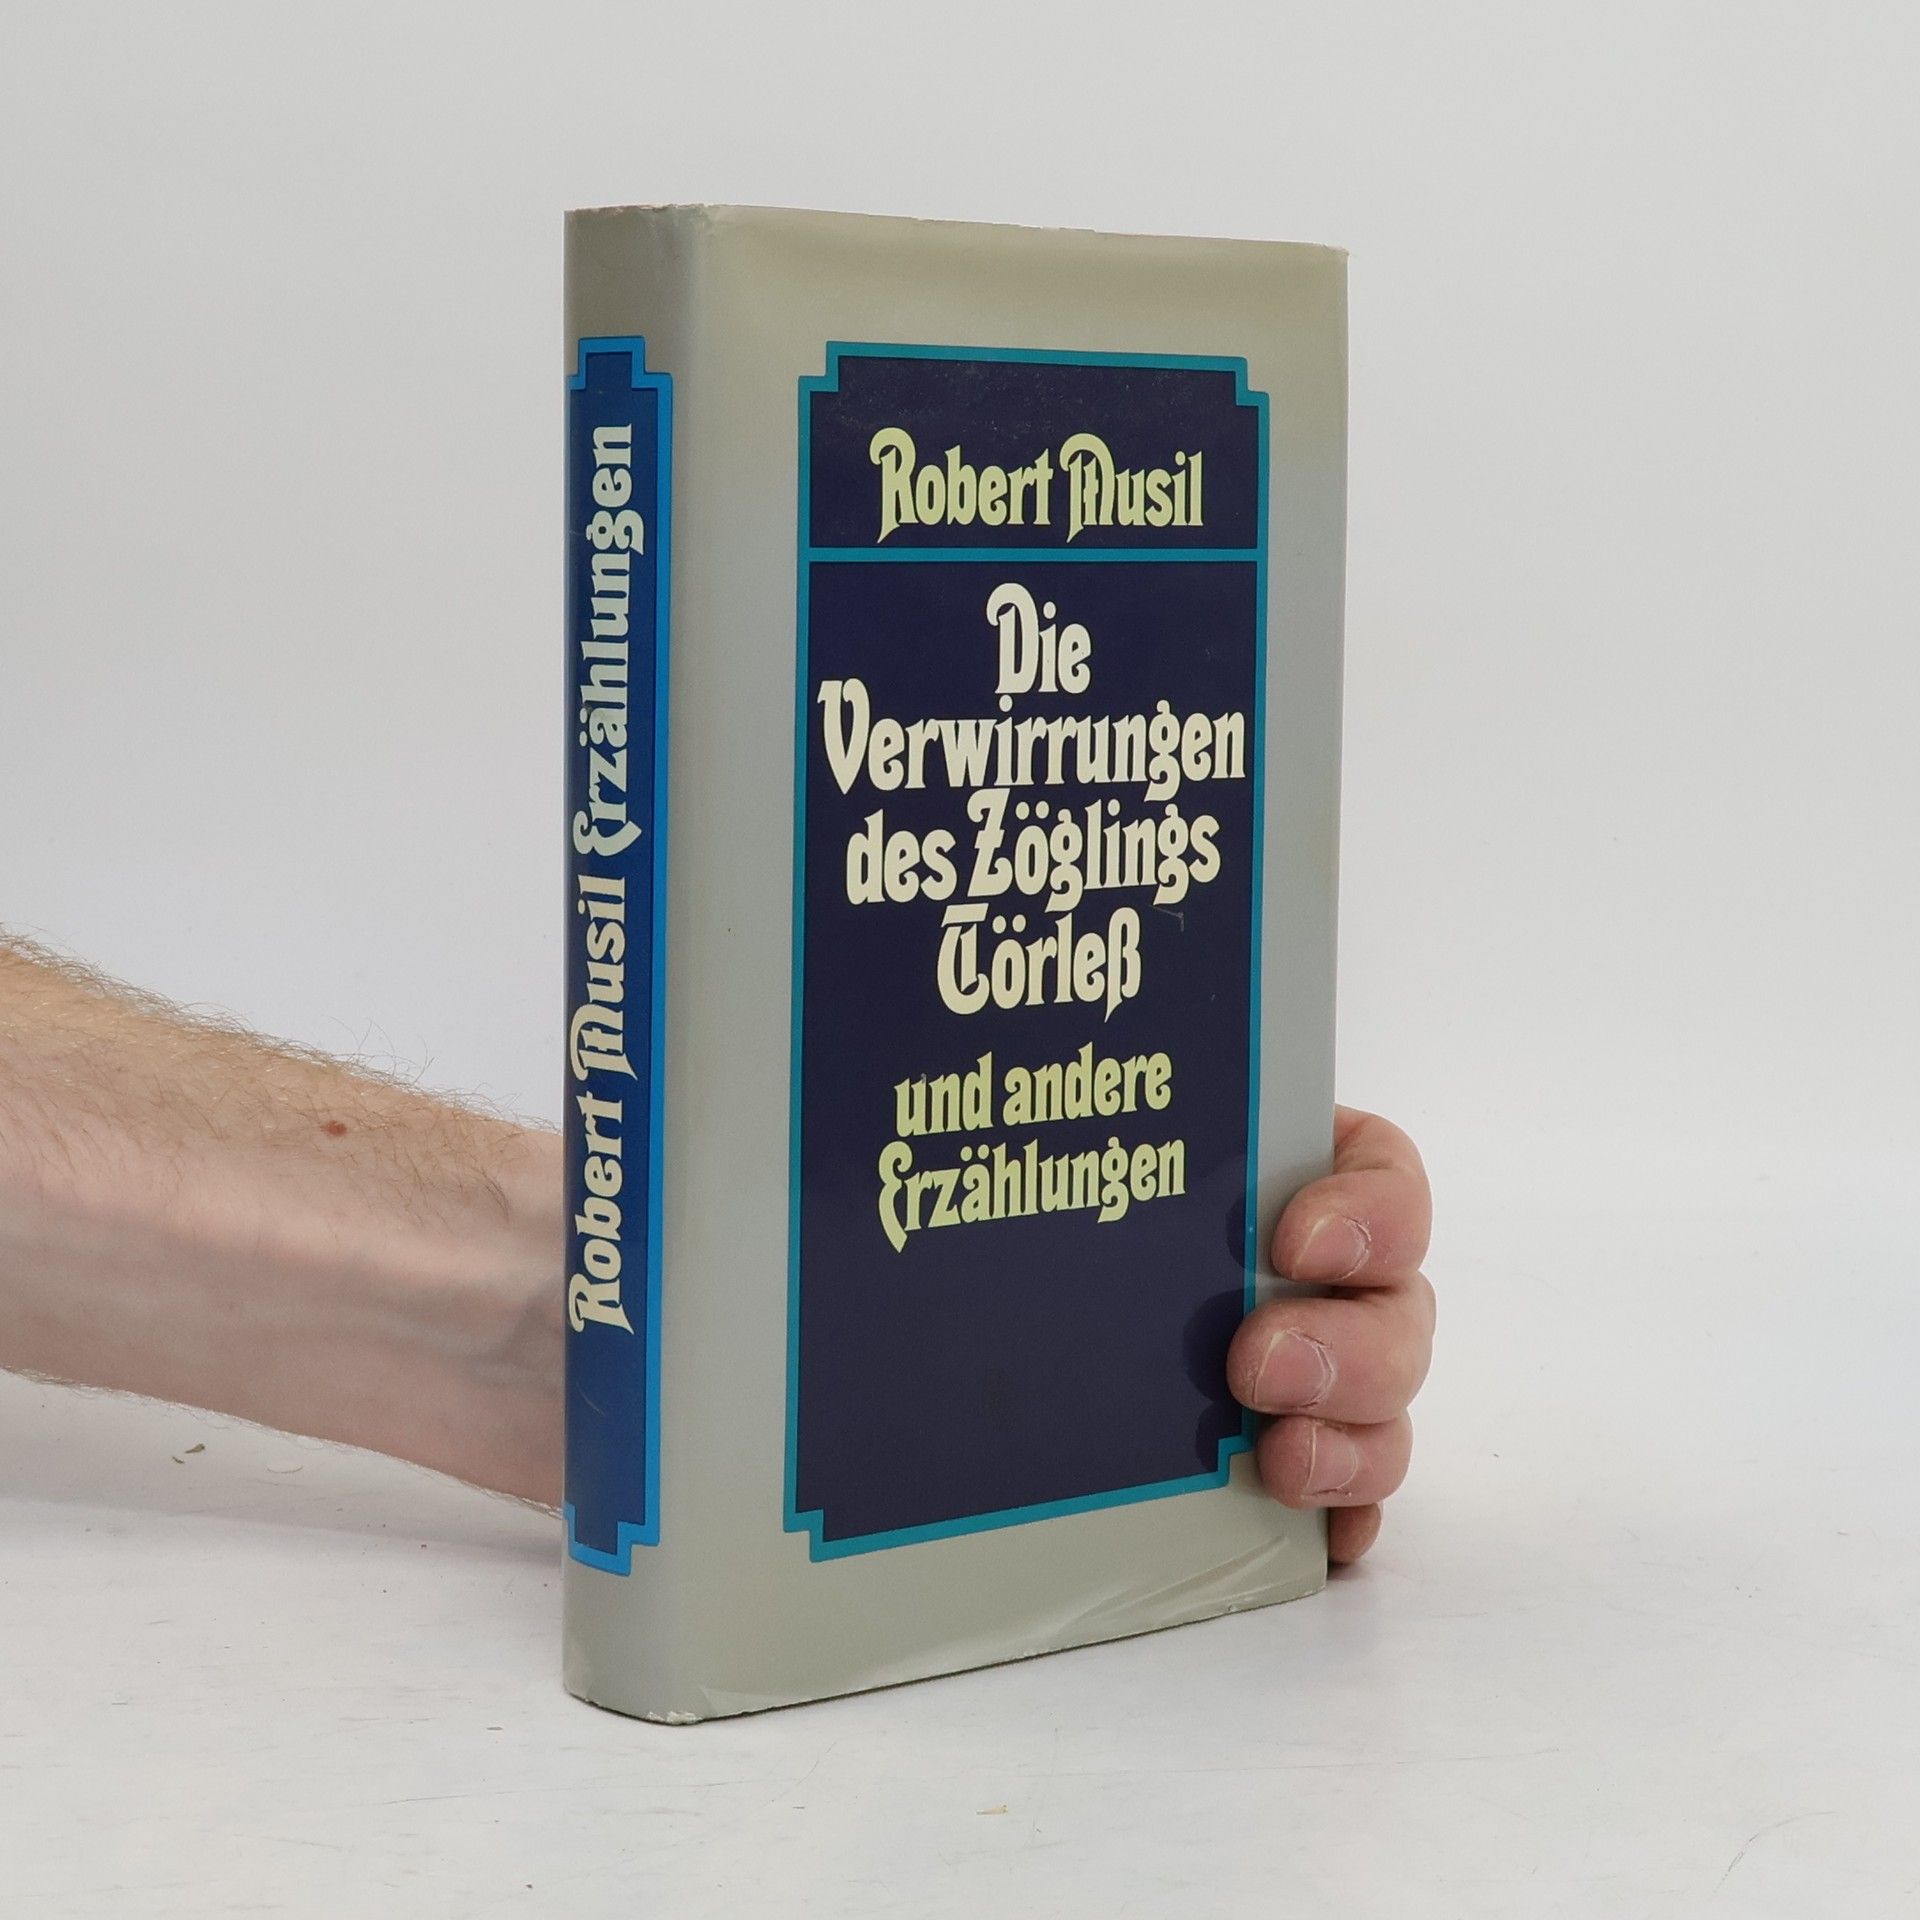 Robert Musil Erzählungen
Robert Musil
Die
Verwirrungen
des Zöglings
Törleß
und andere
Erzählungen